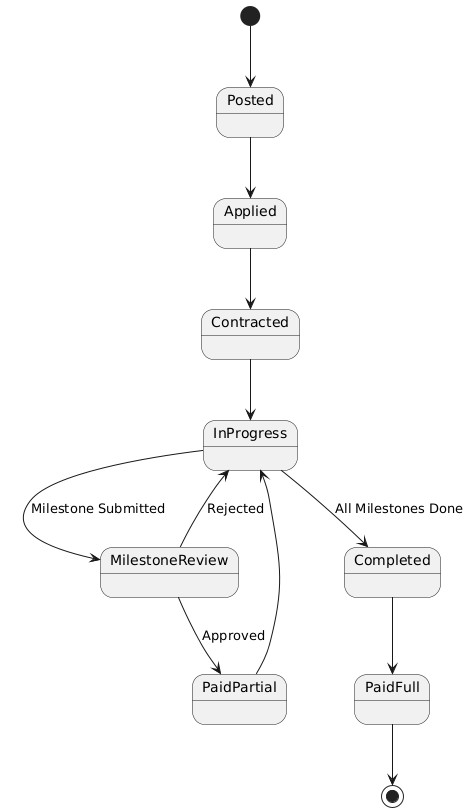 Posted
Applied
Contracted
InProgress
Milestone Submitted
Rejected
All Milestones Done
MilestoneReview
Completed
Approved
PaidPartial
PaidFull